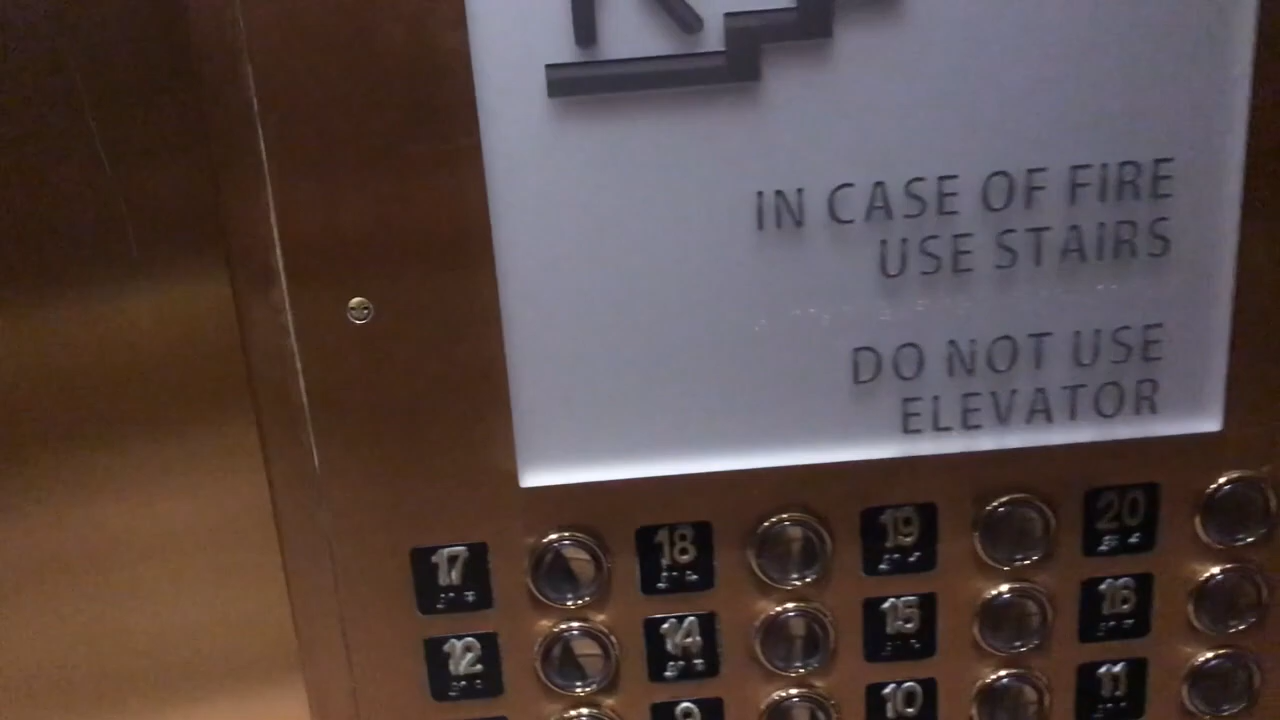 IN CASE OF FIRE
USE STAIRS
DO NOT USE
ELEVATOR
17 18 19 20
12 14 15 16
9 10 11